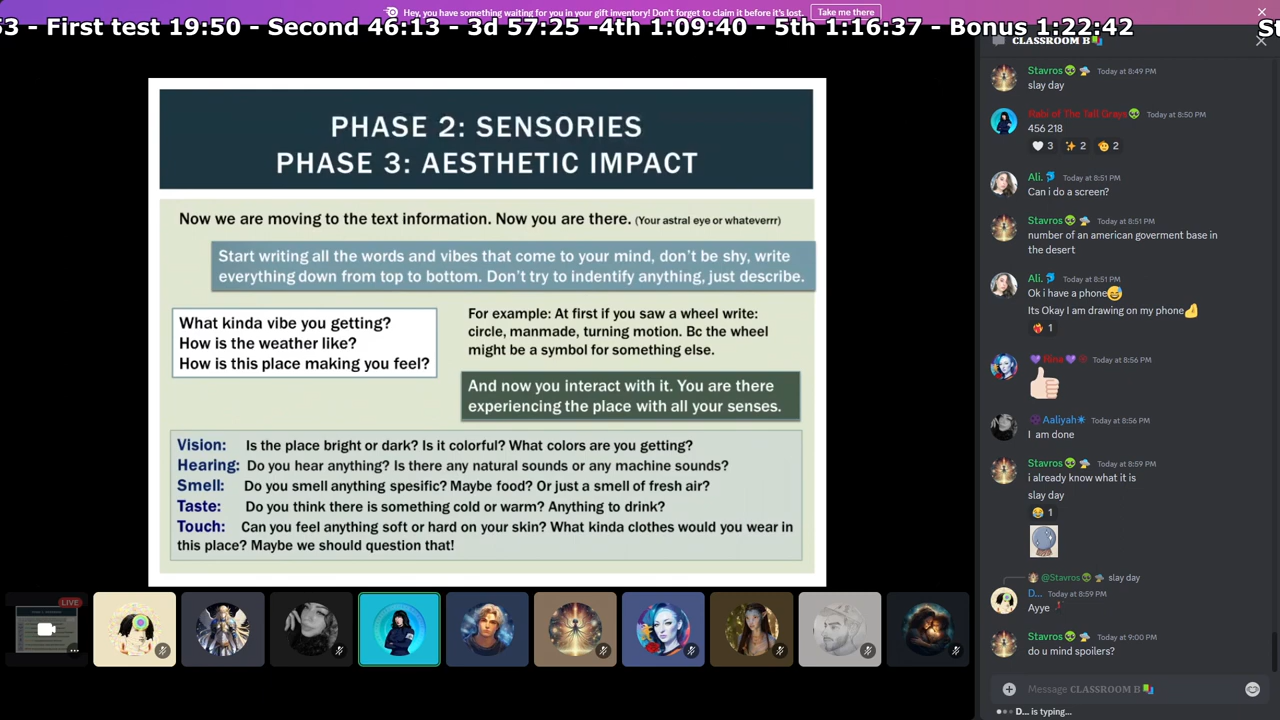 Hey, you have something waiting for you in your gift inventory! Don't forget to claim it before it's lost.
Take me there
53 - First test 19:50 - Second 46:13 - 3d 57:25 -4th 1:09:40 - 5th 1:16:37 - Bonus 1:22:42
St
PHASE 2: SENSORIES
PHASE 3: AESTHETIC IMPACT
Now we are moving to the text information. Now you are there. (Your astral eye or whateverrr)
Start writing all the words and vibes that come to your mind, don't be shy, write
everything down from top to bottom. Don't try to indentify anything, just describe.
What kinda vibe you getting?
How is the weather like?
How is this place making you feel?
For example: At first if you saw a wheel write:
circle, manmade, turning motion. Bc the wheel
might be a symbol for something else.
And now you interact with it. You are there
experiencing the place with all your senses.
Vision: Is the place bright or dark? Is it colorful? What colors are you getting?
Hearing: Do you hear anything? Is there any natural sounds or any machine sounds?
Smell: Do you smell anything spesific? Maybe food? Or just a smell of fresh air?
Taste: Do you think there is something cold or warm? Anything to drink?
Touch: Can you feel anything soft or hard on your skin? What kinda clothes would you wear in
this place? Maybe we should question that!
LIVE
CLASSROOM B
Stavros Today at 8:49 PM
slay day
Rabi of The Tall Grays Today at 8:50 PM
456 218
3 2 2
Ali. Today at 8:51 PM
Can i do a screen?
Stavros Today at 8:51 PM
number of an american goverment base in
the desert
Ali. Today at 8:51 PM
Ok i have a phone
Its Okay I am drawing on my phone
1
Rina Today at 8:56 PM
Aaliyah Today at 8:56 PM
I am done
Stavros Today at 8:59 PM
i already know what it is
slay day
1
@Stavros slay day
D... Today at 8:59 PM
Ayye
Stavros Today at 9:00 PM
do u mind spoilers?
Message CLASSROOM B
D... is typing...